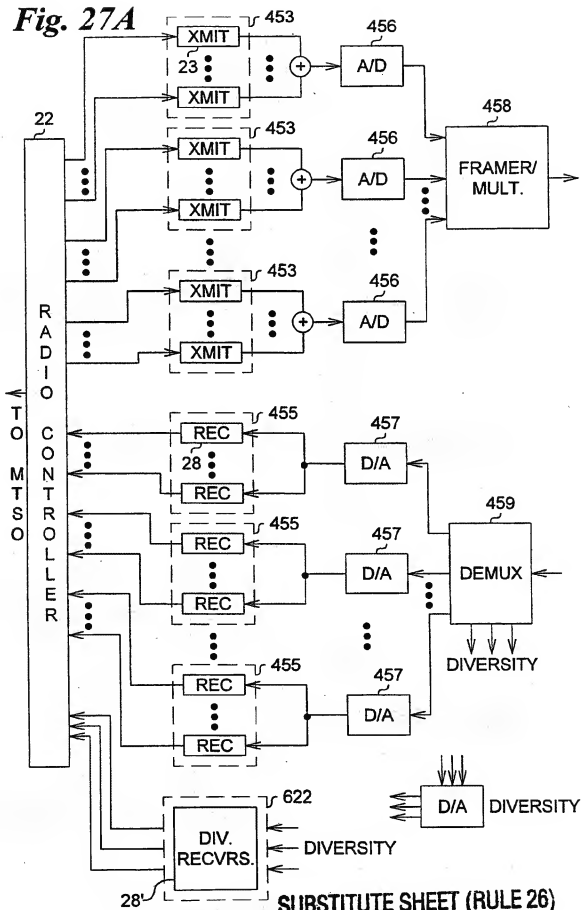 Fig. 27A
453
XMIT
23
XMIT
+
456
A/D
22
453
XMIT
XMIT
+
456
A/D
458
FRAMER/
MULT.
453
XMIT
XMIT
+
456
A/D
RADIO CONTROLLER
TO MTSO
455
REC
28
REC
457
D/A
455
REC
REC
457
D/A
459
DEMUX
DIVERSITY
455
REC
REC
457
D/A
D/A
DIVERSITY
622
DIV.
RECVRS.
DIVERSITY
28'
SUBSTITUTE SHEET (RULE 26)